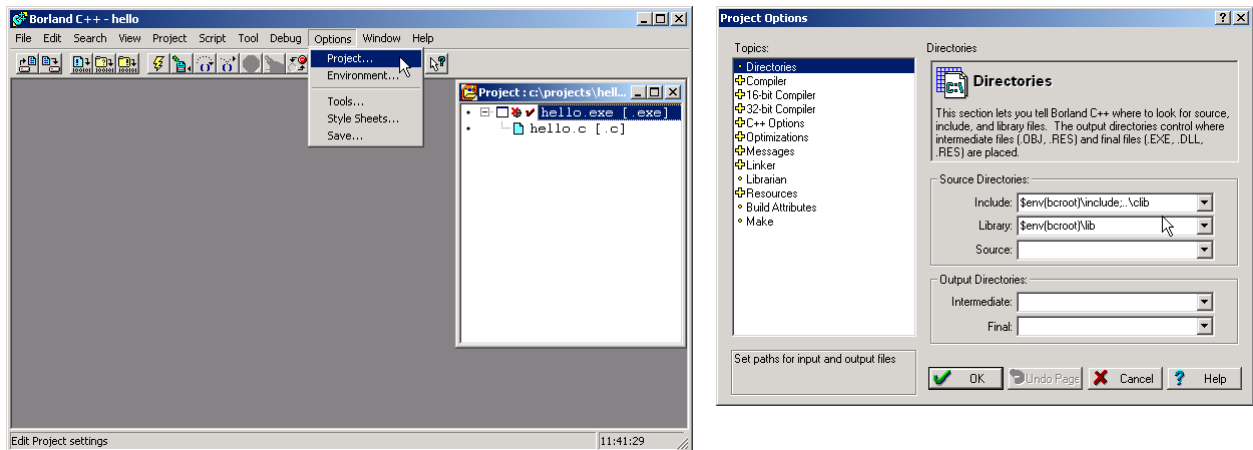 Borland C++ - hello
File Edit Search View Project Script Tool Debug Options Window Help
Project...
Environment...
Tools...
Style Sheets...
Save...
Project : c:\projects\hell...
hello.exe [.exe]
hello.c [.c]
Edit Project settings
11:41:29
Project Options
Topics:
Directories
Compiler
16-bit Compiler
32-bit Compiler
C++ Options
Optimizations
Messages
Linker
Librarian
Resources
Build Attributes
Make
Set paths for input and output files
Directories
Directories
This section lets you tell Borland C++ where to look for source,
include, and library files. The output directories control where
intermediate files (.OBJ, .RES) and final files (.EXE, .DLL,
.RES) are placed.
Source Directories:
Include: $env(bcroot)\include;..\clib
Library: $env(bcroot)\lib
Source:
Output Directories:
Intermediate:
Final:
OK Undo Page Cancel Help